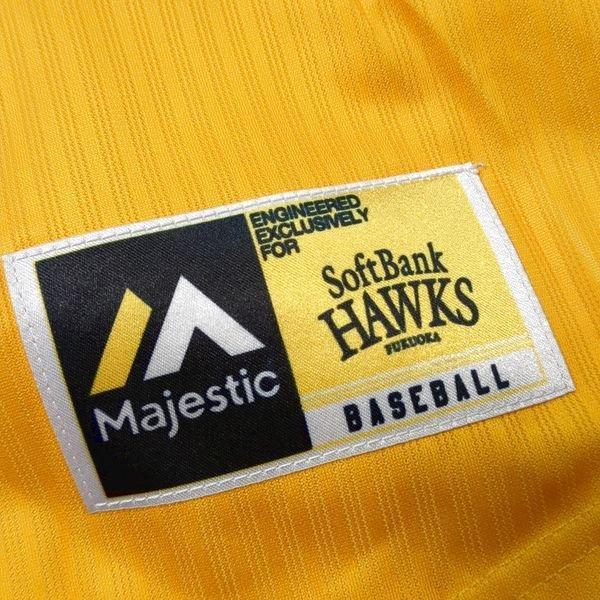 Majestic
ENGINEERED
EXCLUSIVELY
FOR
SoftBank
HAWKS
FUKUOKA
BASEBALL